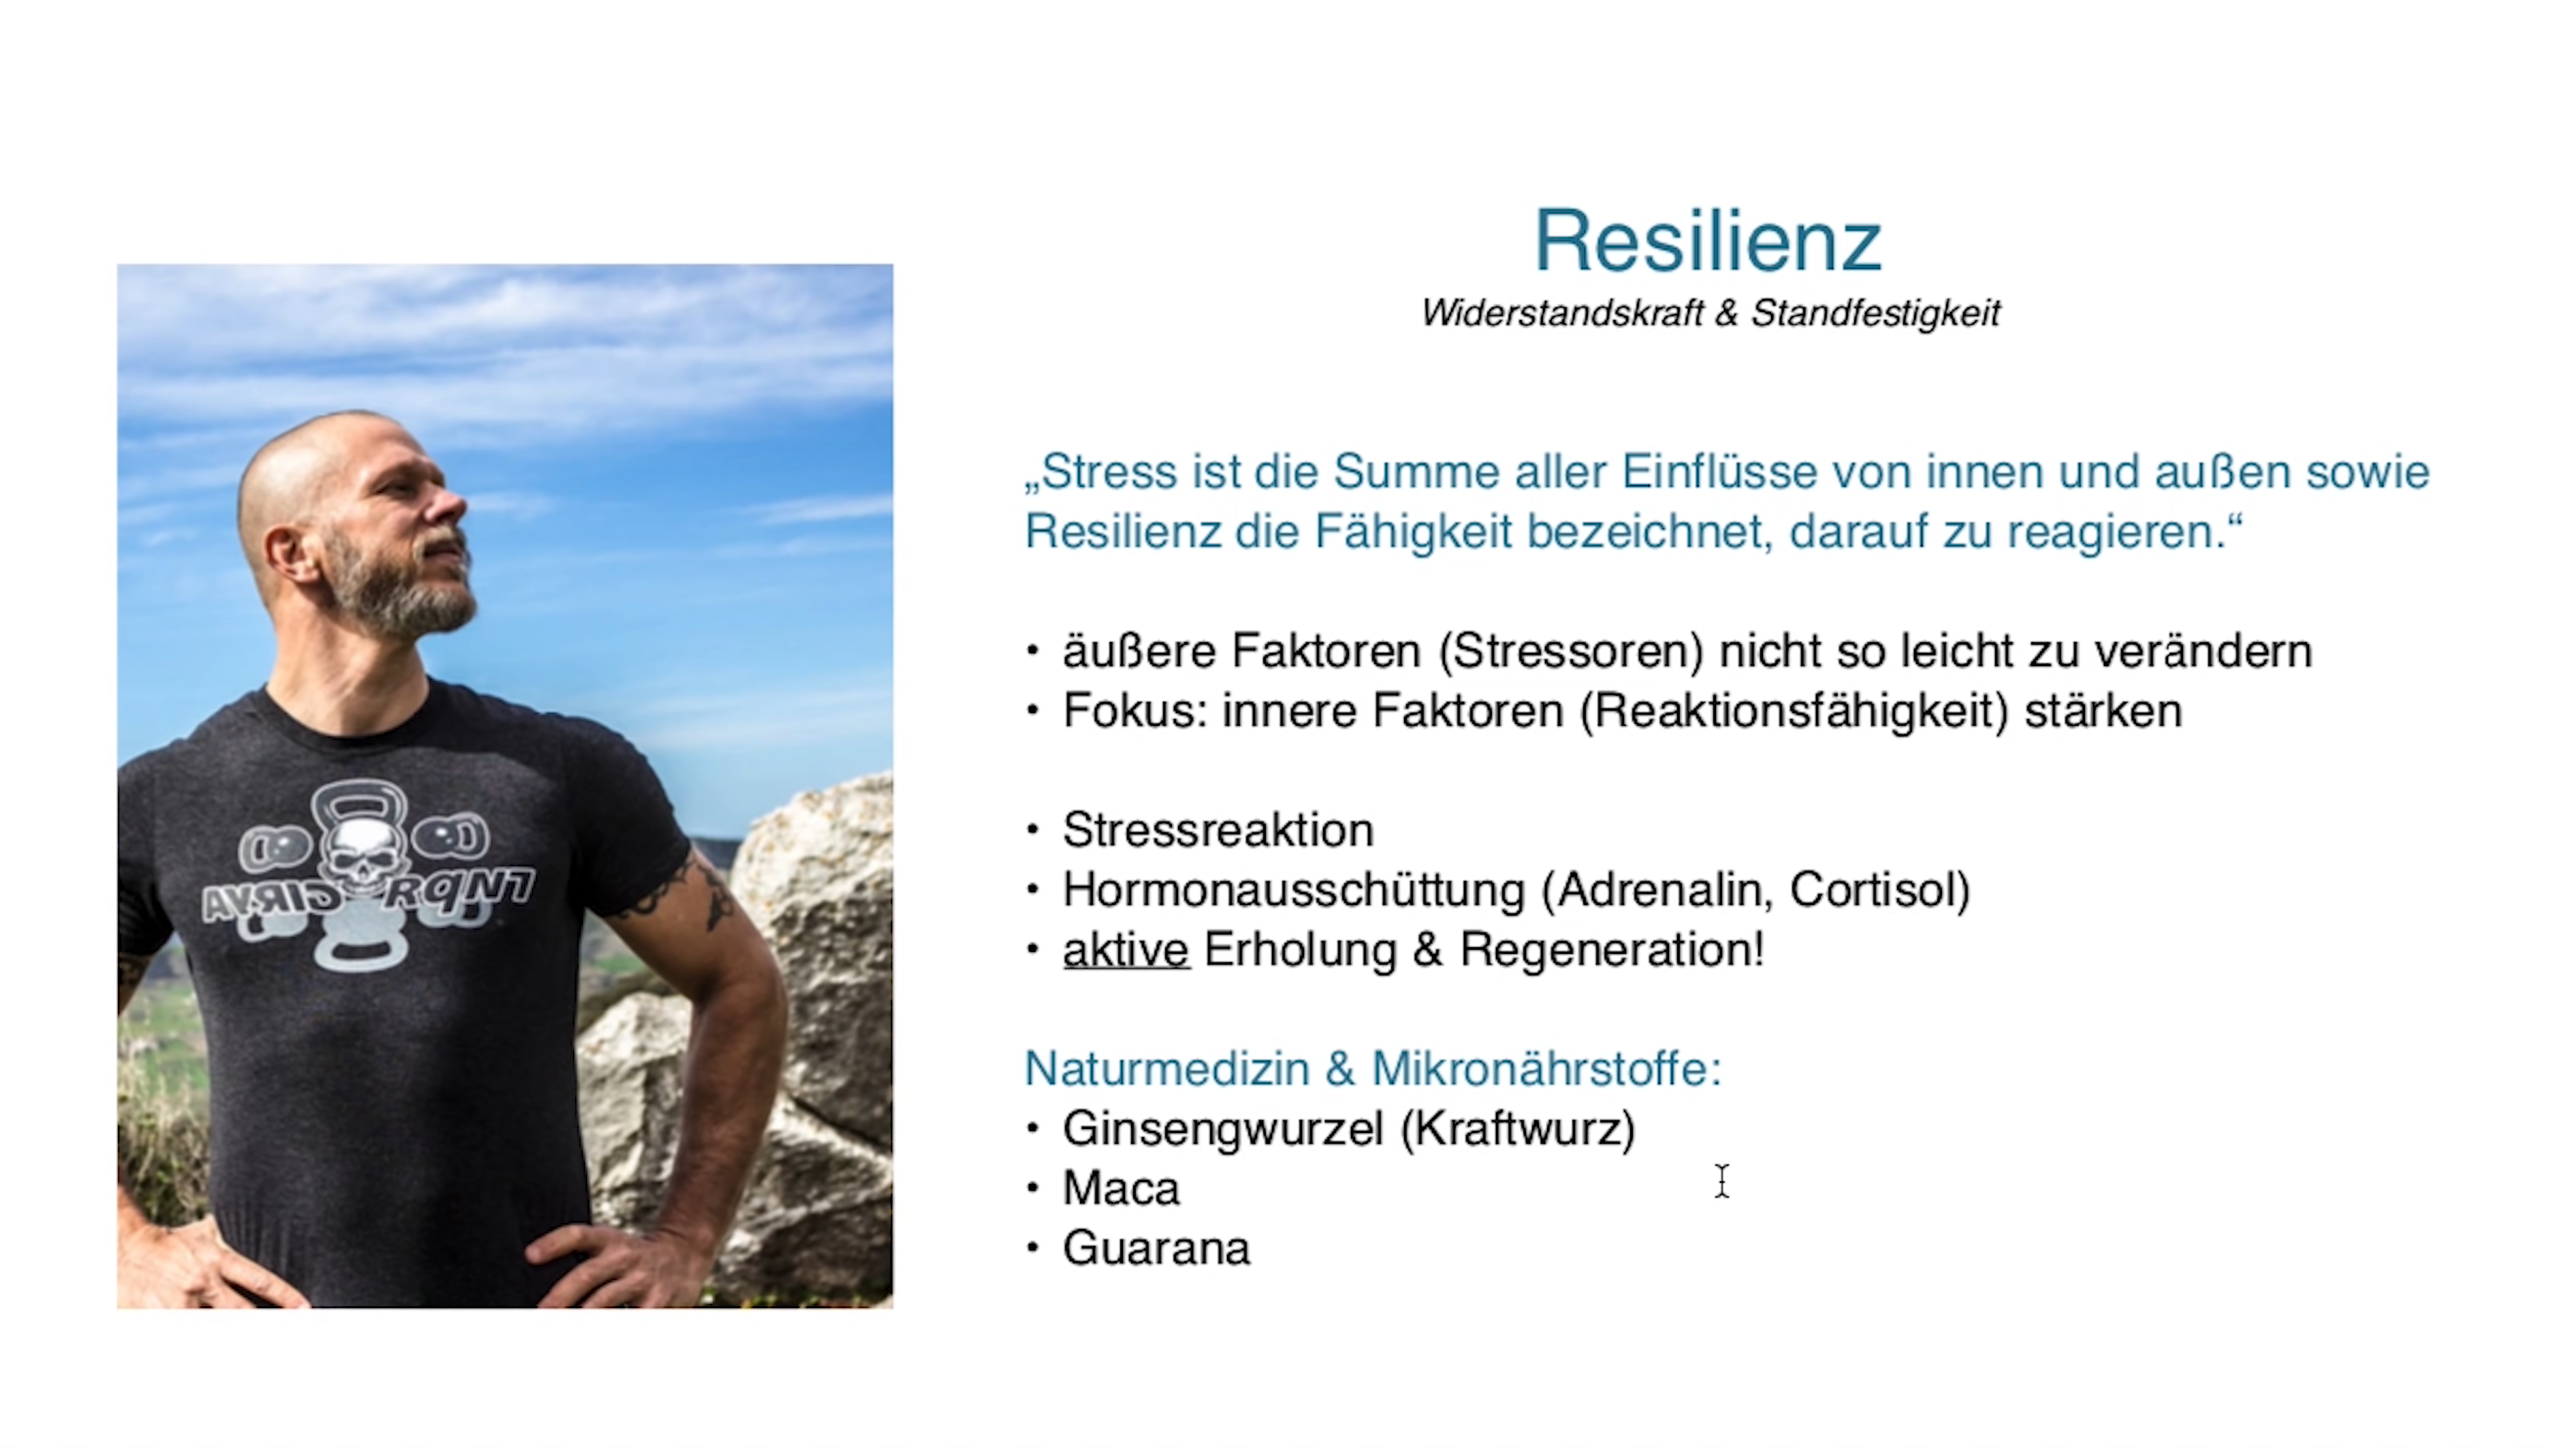 Resilienz
Widerstandskraft & Standfestigkeit
„Stress ist die Summe aller Einflüsse von innen und außen sowie
Resilienz die Fähigkeit bezeichnet, darauf zu reagieren.“
• äußere Faktoren (Stressoren) nicht so leicht zu verändern
• Fokus: innere Faktoren (Reaktionsfähigkeit) stärken
• Stressreaktion
• Hormonausschüttung (Adrenalin, Cortisol)
• aktive Erholung & Regeneration!
Naturmedizin & Mikronährstoffe:
• Ginsengwurzel (Kraftwurz)
• Maca
• Guarana